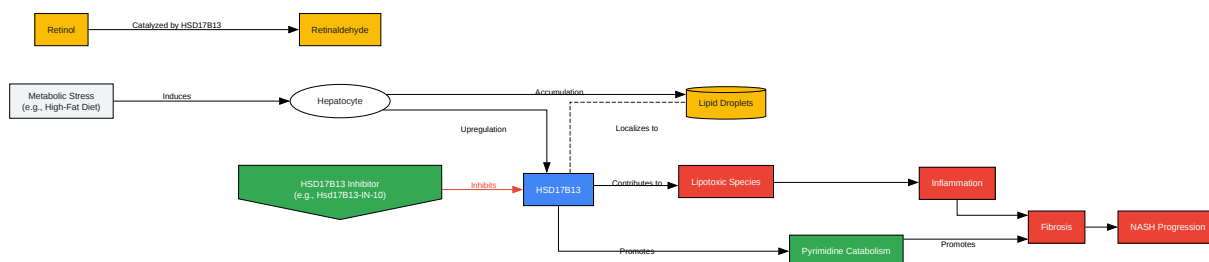 Retinol
Catalyzed by HSD17B13
Retinaldehyde
Metabolic Stress
(e.g., High-Fat Diet)
Induces
Hepatocyte
Accumulation
Lipid Droplets
Upregulation
Localizes to
HSD17B13 Inhibitor
(e.g., Hsd17B13-IN-10)
Inhibits
HSD17B13
Contributes to
Lipotoxic Species
Inflammation
Promotes
Pyrimidine Catabolism
Promotes
Fibrosis
NASH Progression